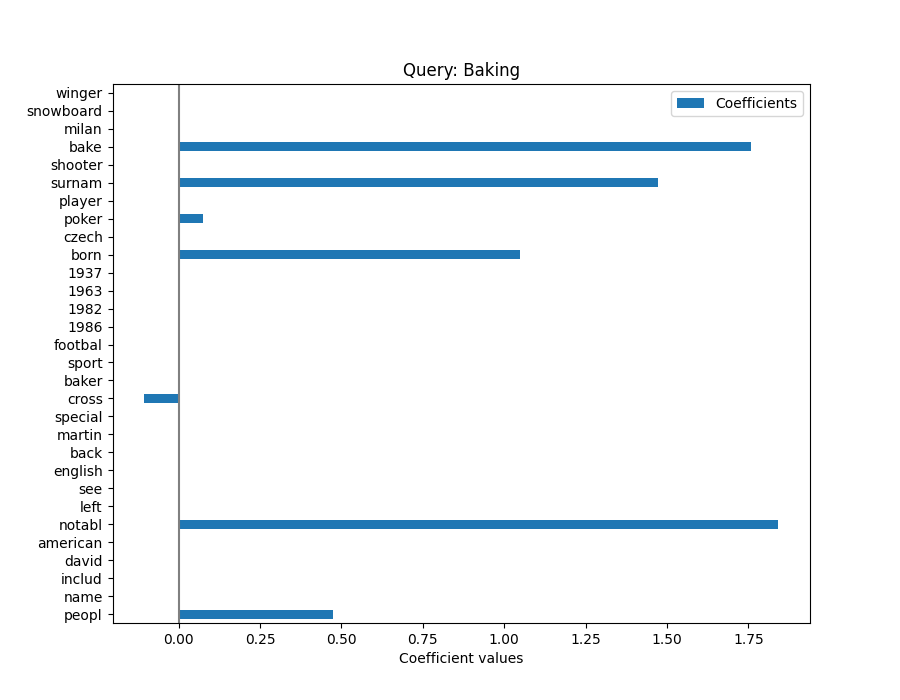 Query: Baking
Coefficients
winger
snowboard
milan
bake
shooter
surnam
player
poker
czech
born
1937
1963
1982
1986
footbal
sport
baker
cross
special
martin
back
english
see
left
notabl
american
david
includ
name
peopl
0.00 0.25 0.50 0.75 1.00 1.25 1.50 1.75
Coefficient values